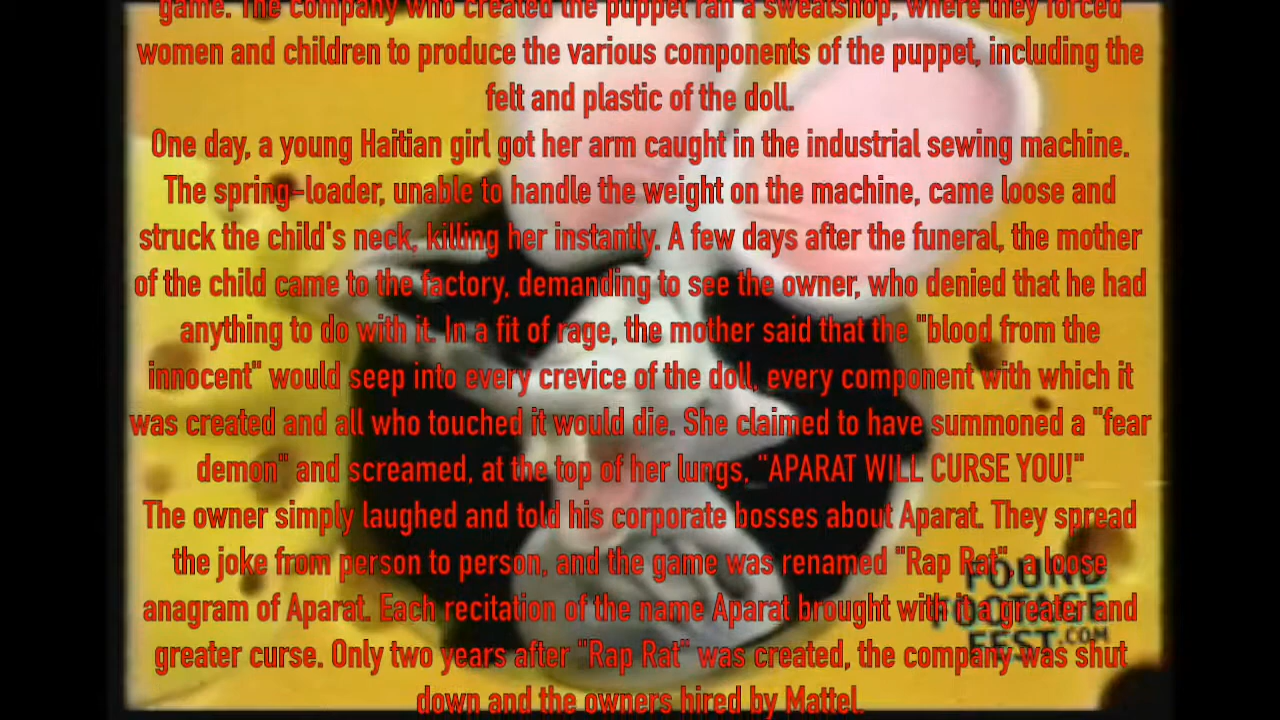 game. The company who created the puppet ran a sweatshop, where they forced
women and children to produce the various components of the puppet, including the
felt and plastic of the doll.
One day, a young Haitian girl got her arm caught in the industrial sewing machine.
The spring-loader, unable to handle the weight on the machine, came loose and
struck the child's neck, killing her instantly. A few days after the funeral, the mother
of the child came to the factory, demanding to see the owner, who denied that he had
anything to do with it. In a fit of rage, the mother said that the "blood from the
innocent" would seep into every crevice of the doll, every component with which it
was created and all who touched it would die. She claimed to have summoned a "fear
demon" and screamed, at the top of her lungs, "APARAT WILL CURSE YOU!"
The owner simply laughed and told his corporate bosses about Aparat. They spread
the joke from person to person, and the game was renamed "Rap Rat", a loose
anagram of Aparat. Each recitation of the name Aparat brought with it a greater and
greater curse. Only two years after "Rap Rat" was created, the company was shut
down and the owners hired by Mattel.
FOUND
FOOTAGE
FEST.COM